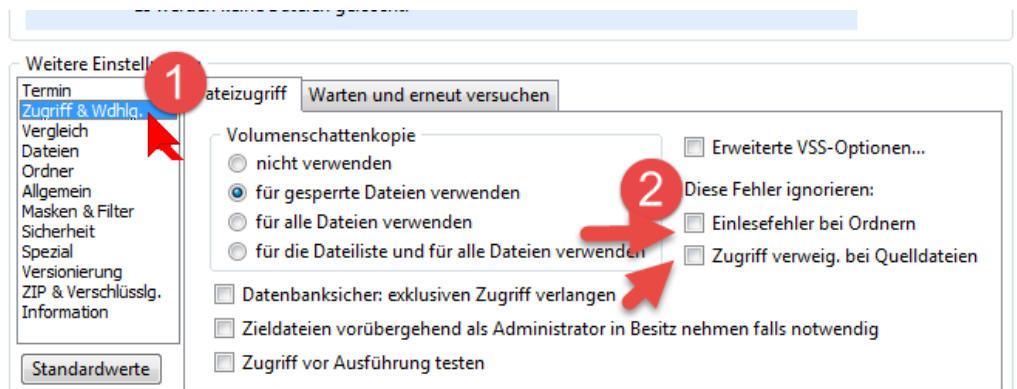 Weitere Einstell
1
Termin
Zugriff & Wdhlg.
Vergleich
Dateien
Ordner
Allgemein
Masken & Filter
Sicherheit
Spezial
Versionierung
ZIP & Verschlüsslg.
Information
Standardwerte
ateizugriff
Warten und erneut versuchen
Volumenschattenkopie
nicht verwenden
für gesperrte Dateien verwenden
für alle Dateien verwenden
für die Dateiliste und für alle Dateien verwenden
Datenbanksicher: exklusiven Zugriff verlangen
Zieldateien vorübergehend als Administrator in Besitz nehmen falls notwendig
Zugriff vor Ausführung testen
Erweiterte VSS-Optionen...
2
Diese Fehler ignorieren:
Einlesefehler bei Ordnern
Zugriff verweig. bei Quelldateien